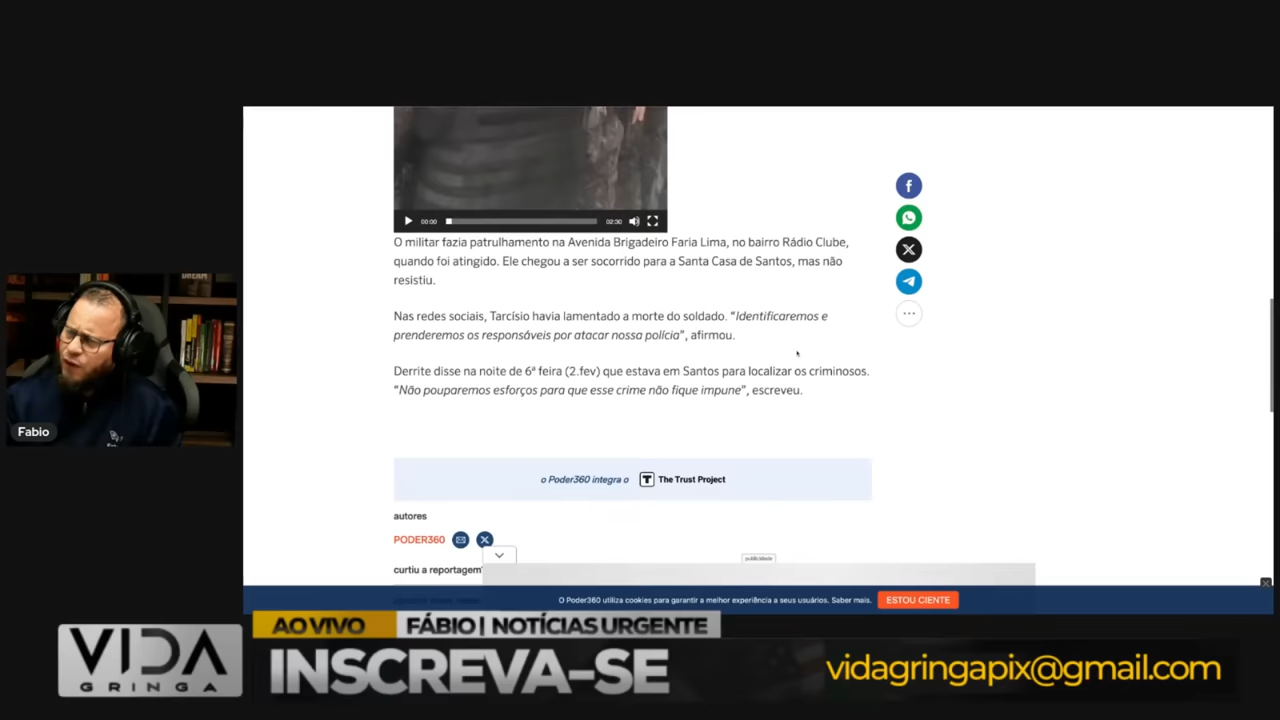 DREAM
00:00
02:30
O militar fazia patrulhamento na Avenida Brigadeiro Faria Lima, no bairro Rádio Clube,
quando foi atingido. Ele chegou a ser socorrido para a Santa Casa de Santos, mas não
resistiu.
Nas redes sociais, Tarcísio havia lamentado a morte do soldado. “Identificaremos e
prenderemos os responsáveis por atacar nossa polícia”, afirmou.
Derrite disse na noite de 6ª feira (2.fev) que estava em Santos para localizar os criminosos.
“Não pouparemos esforços para que esse crime não fique impune”, escreveu.
Fabio
o Poder360 integra o T The Trust Project
autores
PODER360
publicidade
curtiu a reportagem
O Poder360 utiliza cookies para garantir a melhor experiência a seus usuários. Saber mais.
ESTOU CIENTE
AO VIVO
FÁBIO | NOTÍCIAS URGENTE
VIDA
GRINGA
INSCREVA-SE
vidagringapix@gmail.com